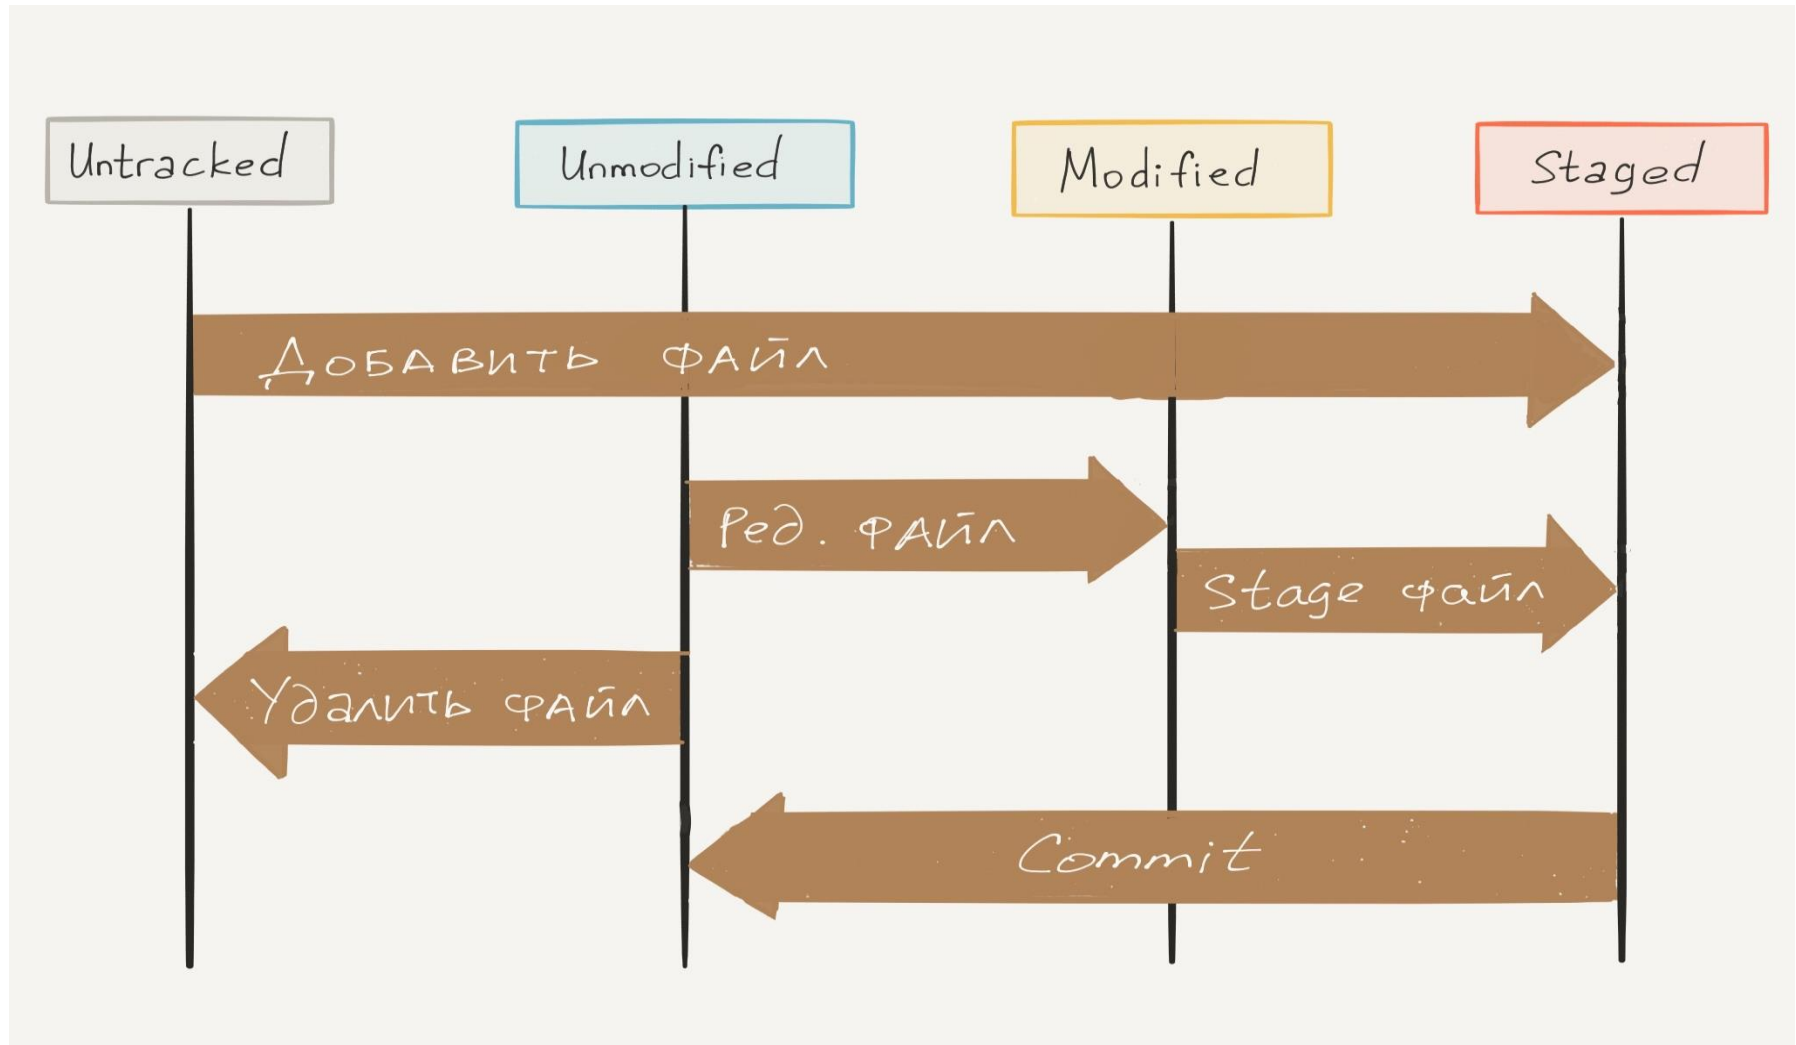 Untracked
Unmodified
Modified
Staged
Добавить файл
Ред. файл
Stage файл
Удалить файл
Commit